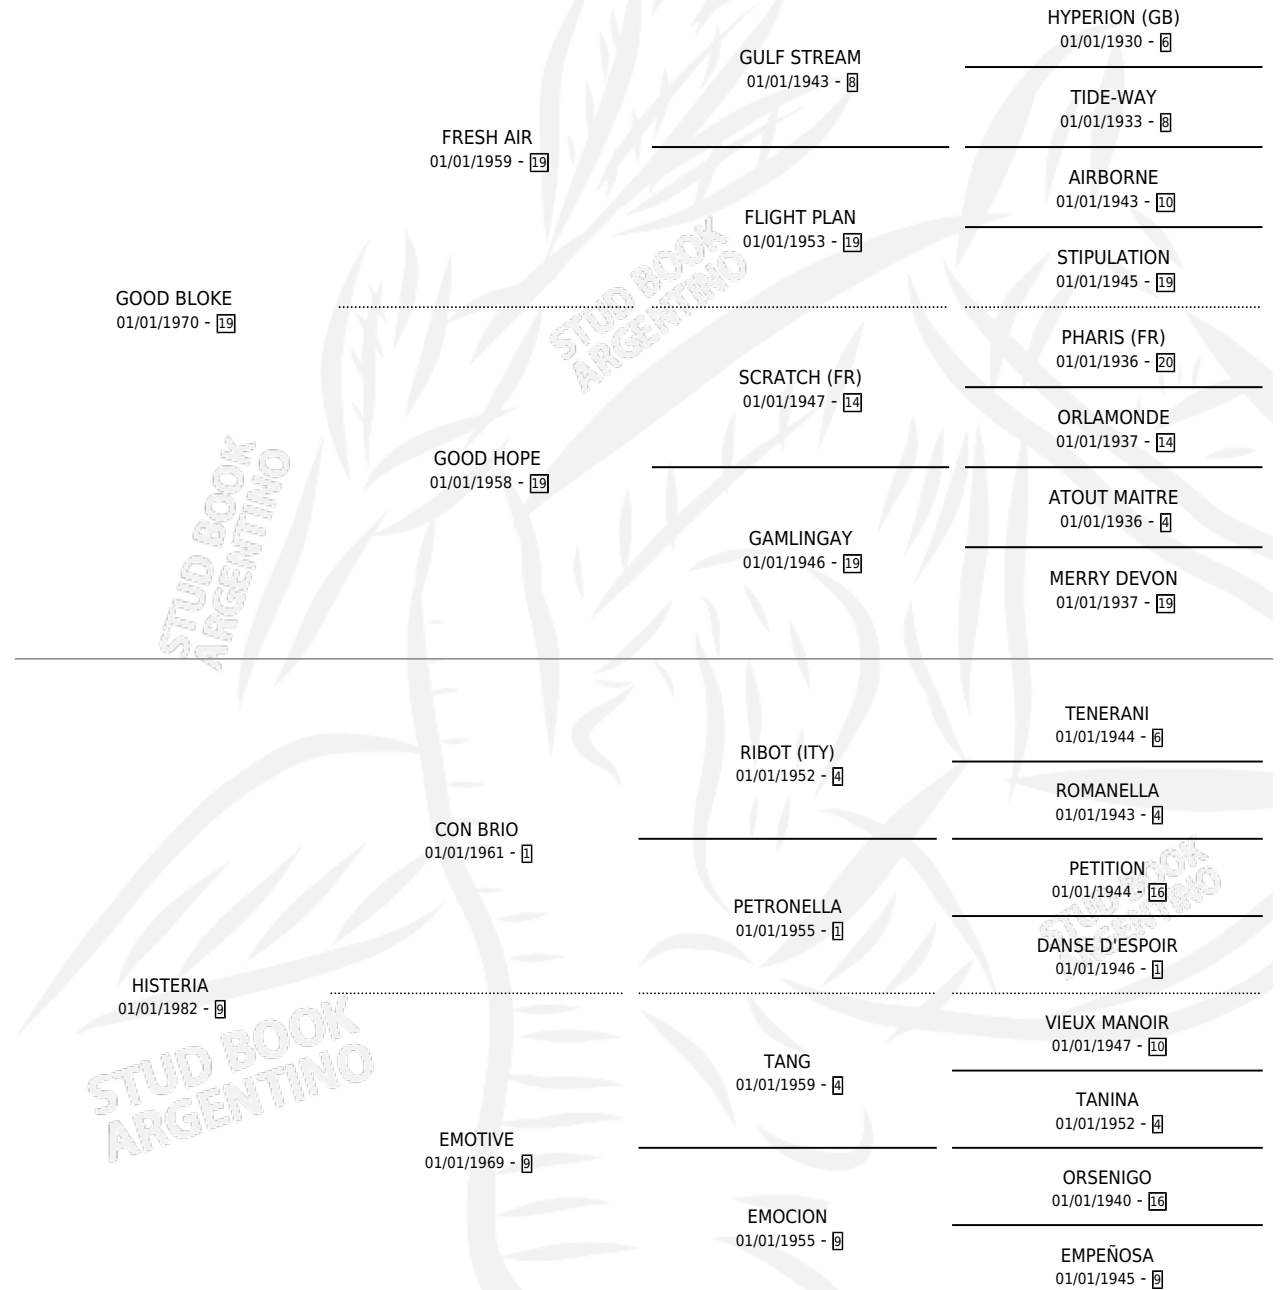 HYPERION (GB)
01/01/1930 - 6
GULF STREAM
01/01/1943 - 8
TIDE-WAY
01/01/1933 - 8
FRESH AIR
01/01/1959 - 19
AIRBORNE
01/01/1943 - 10
FLIGHT PLAN
01/01/1953 - 19
STIPULATION
01/01/1945 - 19
GOOD BLOKE
01/01/1970 - 19
PHARIS (FR)
01/01/1936 - 20
SCRATCH (FR)
01/01/1947 - 14
ORLAMONDE
01/01/1937 - 14
GOOD HOPE
01/01/1958 - 19
ATOUT MAITRE
01/01/1936 - 4
GAMLINGAY
01/01/1946 - 19
MERRY DEVON
01/01/1937 - 19
TENERANI
01/01/1944 - 6
RIBOT (ITY)
01/01/1952 - 4
ROMANELLA
01/01/1943 - 4
CON BRIO
01/01/1961 - 1
PETITION
01/01/1944 - 16
PETRONELLA
01/01/1955 - 1
DANSE D'ESPOIR
01/01/1946 - 1
HISTERIA
01/01/1982 - 9
VIEUX MANOIR
01/01/1947 - 10
TANG
01/01/1959 - 4
TANINA
01/01/1952 - 4
EMOTIVE
01/01/1969 - 9
ORSENIGO
01/01/1940 - 16
EMOCION
01/01/1955 - 9
EMPEÑOSA
01/01/1945 - 9
STUD BOOK
ARGENTINO
STUD BOOK
ARGENTINO
STUD BOOK
ARGENTINO
STUD BOOK
ARGENTINO